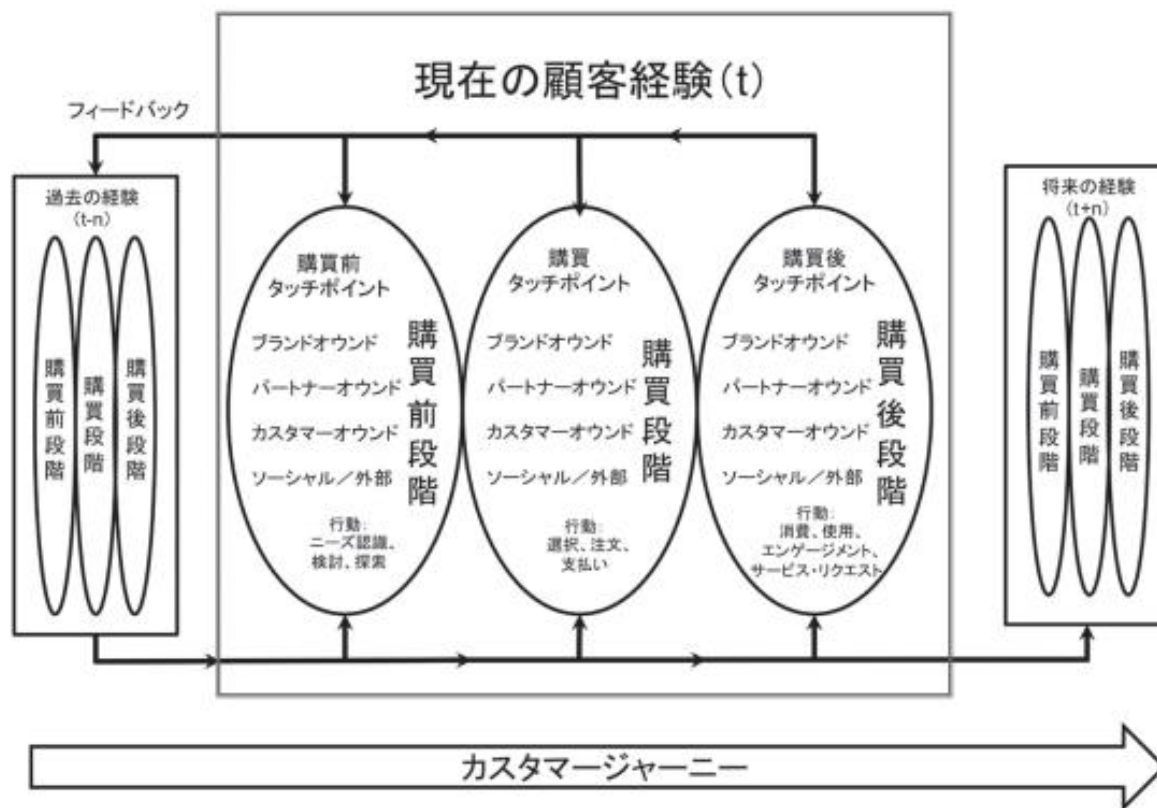 現在の顧客経験(t)
フィードバック
過去の経験
(t-n)
購買前段階
購買段階
購買後段階
購買前
タッチポイント
ブランドオウンド
パートナーオウンド
カスタマーオウンド
ソーシャル／外部
購買前段階
行動:
ニーズ認識、
検討、探索
購買
タッチポイント
ブランドオウンド
パートナーオウンド
カスタマーオウンド
ソーシャル／外部
購買段階
行動:
選択、注文、
支払い
購買後
タッチポイント
ブランドオウンド
パートナーオウンド
カスタマーオウンド
ソーシャル／外部
購買後段階
行動:
消費、使用、
エンゲージメント、
サービス・リクエスト
将来の経験
(t+n)
購買前段階
購買段階
購買後段階
カスタマージャーニー